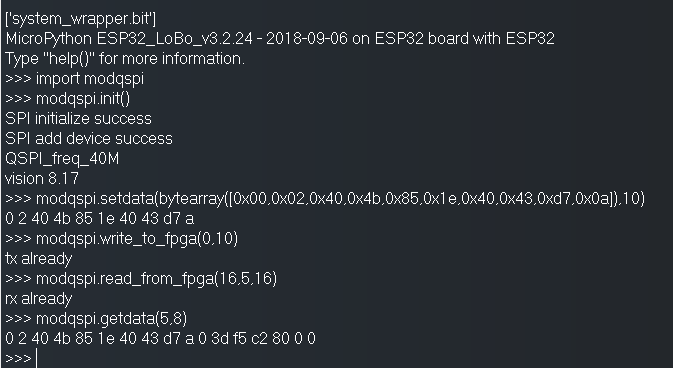 ['system_wrapper.bit']
MicroPython ESP32_LoBo_v3.2.24 - 2018-09-06 on ESP32 board with ESP32
Type "help()" for more information.
>>> import modqspi
>>> modqspi.init()
SPI initialize success
SPI add device success
QSPI_freq_40M
vision 8.17
>>> modqspi.setdata(bytearray([0x00,0x02,0x40,0x4b,0x85,0x1e,0x40,0x43,0xd7,0x0a]),10)
0 2 40 4b 85 1e 40 43 d7 a
>>> modqspi.write_to_fpga(0,10)
tx already
>>> modqspi.read_from_fpga(16,5,16)
rx already
>>> modqspi.getdata(5,8)
0 2 40 4b 85 1e 40 43 d7 a 0 3d f5 c2 80 0 0
>>>